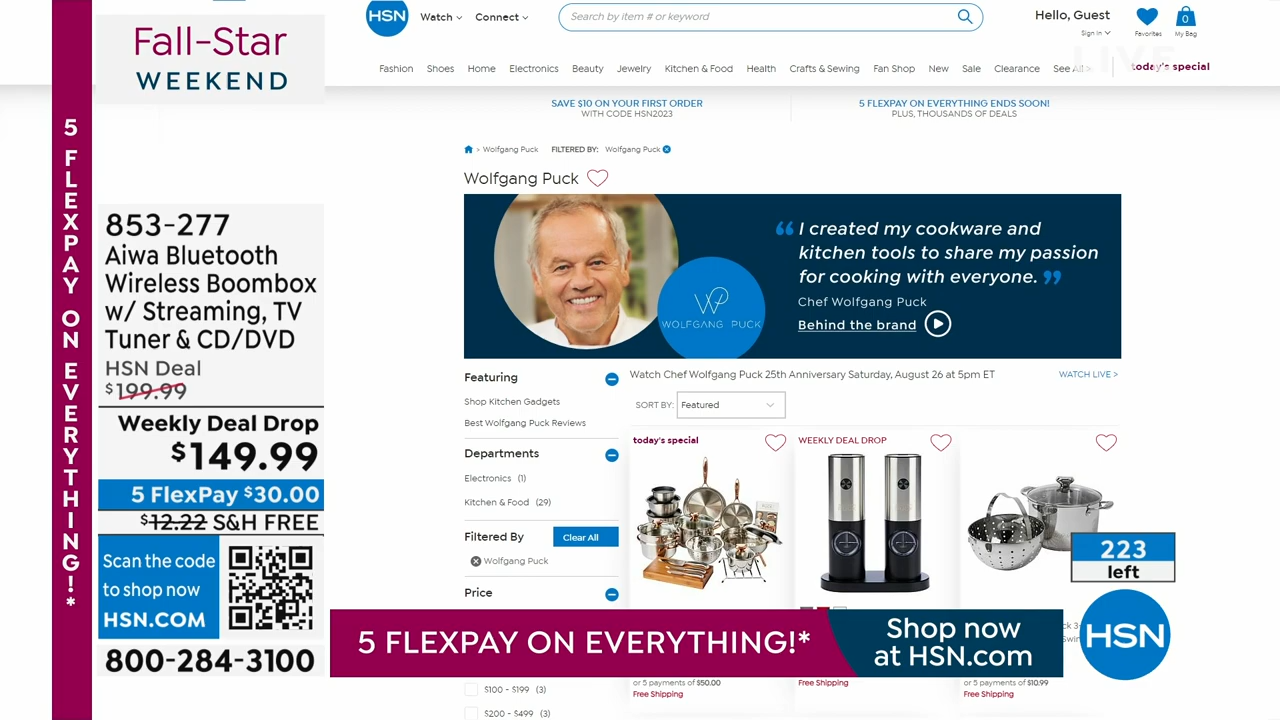 5 FLEXPAY ON EVERYTHING!*
Fall-Star
WEEKEND
853-277
Aiwa Bluetooth
Wireless Boombox
w/ Streaming, TV
Tuner & CD/DVD
HSN Deal
$199.99
Weekly Deal Drop
$149.99
5 FlexPay $30.00
$12.22 S&H FREE
Scan the code
to shop now
HSN.COM
800-284-3100
HSN
Watch
Connect
Search by item # or keyword
Hello, Guest
Sign In
Favorites
0
My Bag
LIVE
Fashion Shoes Home Electronics Beauty Jewelry Kitchen & Food Health Crafts & Sewing Fan Shop New Sale Clearance See All today's special
SAVE $10 ON YOUR FIRST ORDER
WITH CODE HSN2023
5 FLEXPAY ON EVERYTHING ENDS SOON!
PLUS, THOUSANDS OF DEALS
> Wolfgang Puck FILTERED BY: Wolfgang Puck
Wolfgang Puck
WP
WOLFGANG PUCK
“ I created my cookware and
kitchen tools to share my passion
for cooking with everyone. ”
Chef Wolfgang Puck
Behind the brand
Featuring
Shop Kitchen Gadgets
Best Wolfgang Puck Reviews
Departments
Electronics (1)
Kitchen & Food (29)
Filtered By
Clear All
Wolfgang Puck
Price
$100 - $199 (3)
$200 - $499 (3)
Watch Chef Wolfgang Puck 25th Anniversary Saturday, August 26 at 5pm ET
WATCH LIVE >
SORT BY: Featured
today's special
WEEKLY DEAL DROP
or 5 payments of $50.00
Free Shipping
Free Shipping
or 5 payments of $10.99
Free Shipping
223
left
5 FLEXPAY ON EVERYTHING!*
Shop now
at HSN.com
HSN